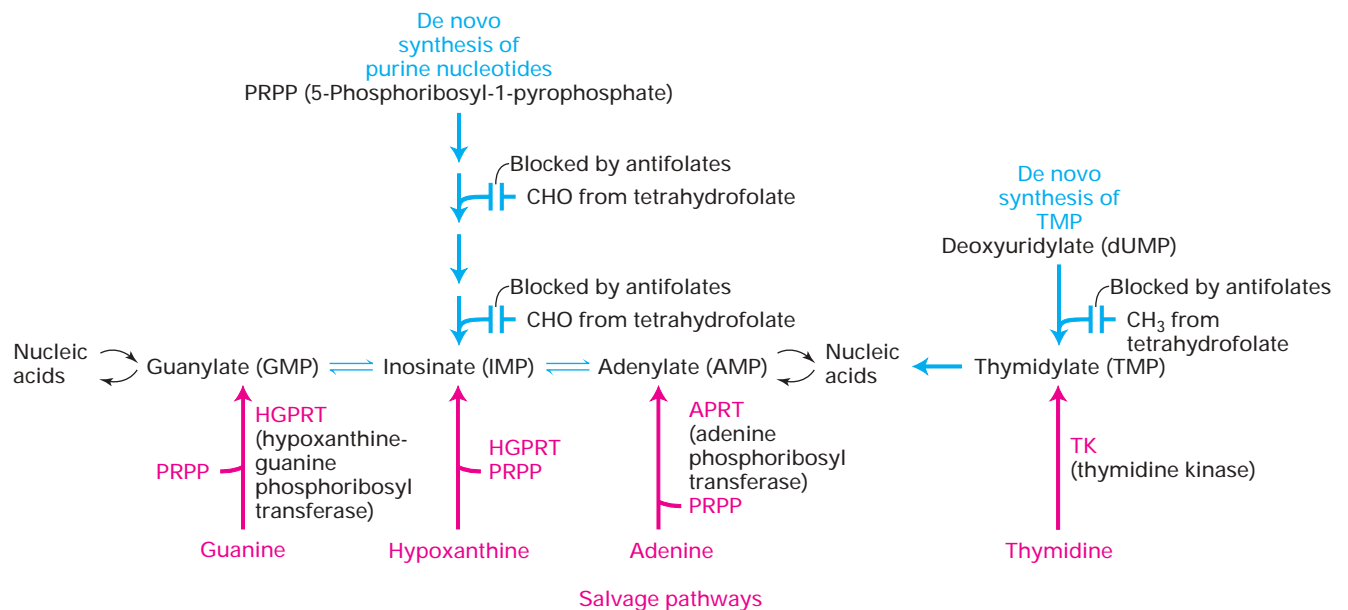 De novo
synthesis of
purine nucleotides
PRPP (5-Phosphoribosyl-1-pyrophosphate)
Blocked by antifolates
CHO from tetrahydrofolate
Blocked by antifolates
CHO from tetrahydrofolate
De novo
synthesis of
TMP
Deoxyuridylate (dUMP)
Blocked by antifolates
CH₃ from
tetrahydrofolate
Nucleic
acids
Guanylate (GMP)
Inosinate (IMP)
Adenylate (AMP)
Nucleic
acids
Thymidylate (TMP)
HGPRT
(hypoxanthine-
guanine
phosphoribosyl
transferase)
PRPP
HGPRT
PRPP
APRT
(adenine
phosphoribosyl
transferase)
PRPP
TK
(thymidine kinase)
Guanine
Hypoxanthine
Adenine
Thymidine
Salvage pathways